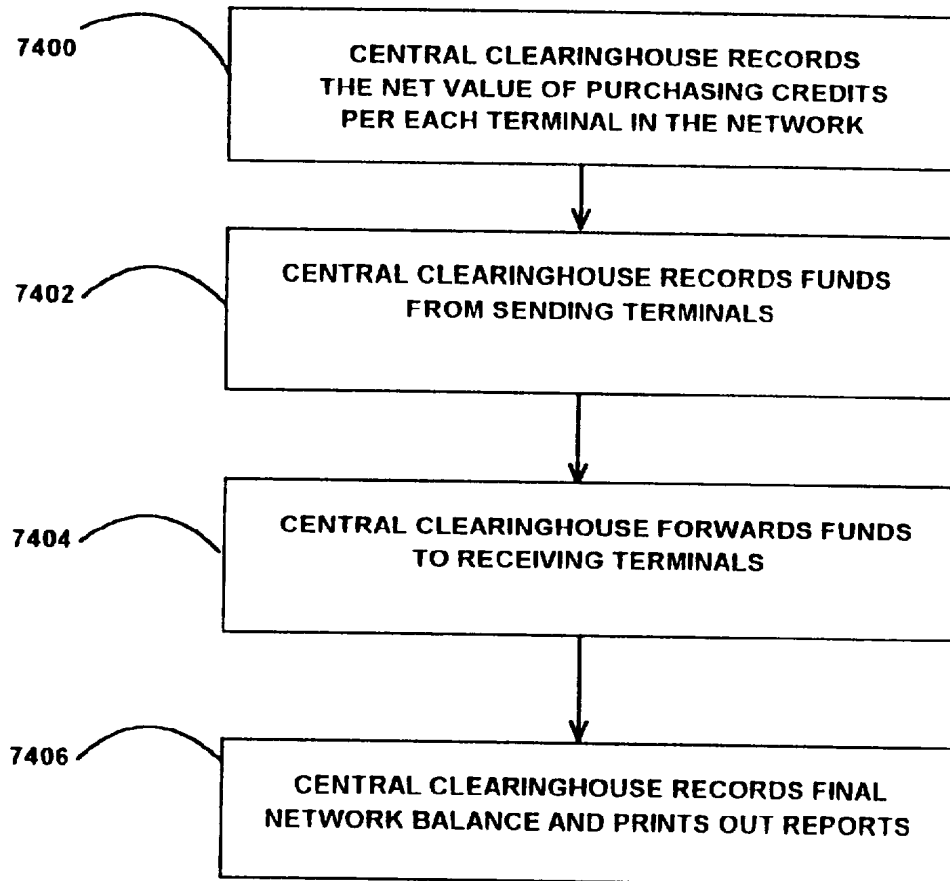 7400
CENTRAL CLEARINGHOUSE RECORDS
THE NET VALUE OF PURCHASING CREDITS
PER EACH TERMINAL IN THE NETWORK
7402
CENTRAL CLEARINGHOUSE RECORDS FUNDS
FROM SENDING TERMINALS
7404
CENTRAL CLEARINGHOUSE FORWARDS FUNDS
TO RECEIVING TERMINALS
7406
CENTRAL CLEARINGHOUSE RECORDS FINAL
NETWORK BALANCE AND PRINTS OUT REPORTS